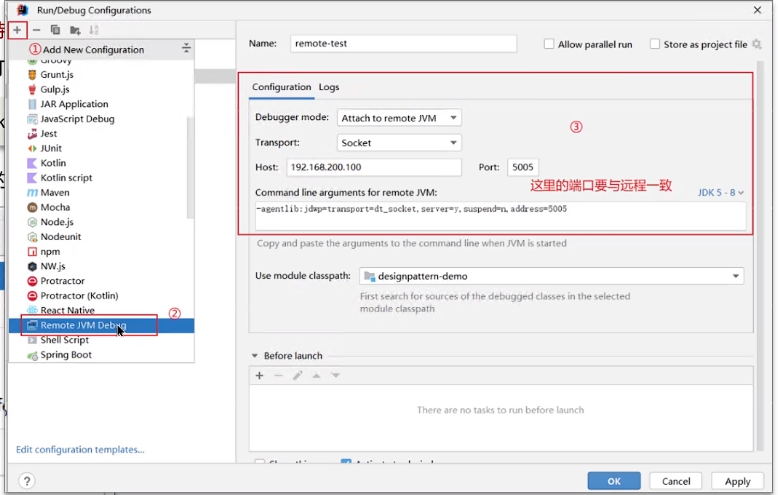 Run/Debug Configurations
① Add New Configuration
Groovy
Grunt.js
Gulp.js
JAR Application
JavaScript Debug
Jest
JUnit
Kotlin
Kotlin script
Maven
Mocha
Node.js
Nodeunit
npm
NW.js
Protractor
Protractor (Kotlin)
React Native
②
Remote JVM Debug
Shell Script
Spring Boot
Edit configuration templates...
Name: remote-test
Allow parallel run
Store as project file
Configuration Logs
Debugger mode: Attach to remote JVM
③
Transport: Socket
Host: 192.168.200.100 Port: 5005
这里的端口要与远程一致
Command line arguments for remote JVM: JDK 5 - 8
-agentlib:jdwp=transport=dt_socket,server=y,suspend=n,address=5005
Copy and paste the arguments to the command line when JVM is started
Use module classpath: designpattern-demo
First search for sources of the debugged classes in the selected
module classpath
Before launch
There are no tasks to run before launch
? OK Cancel Apply